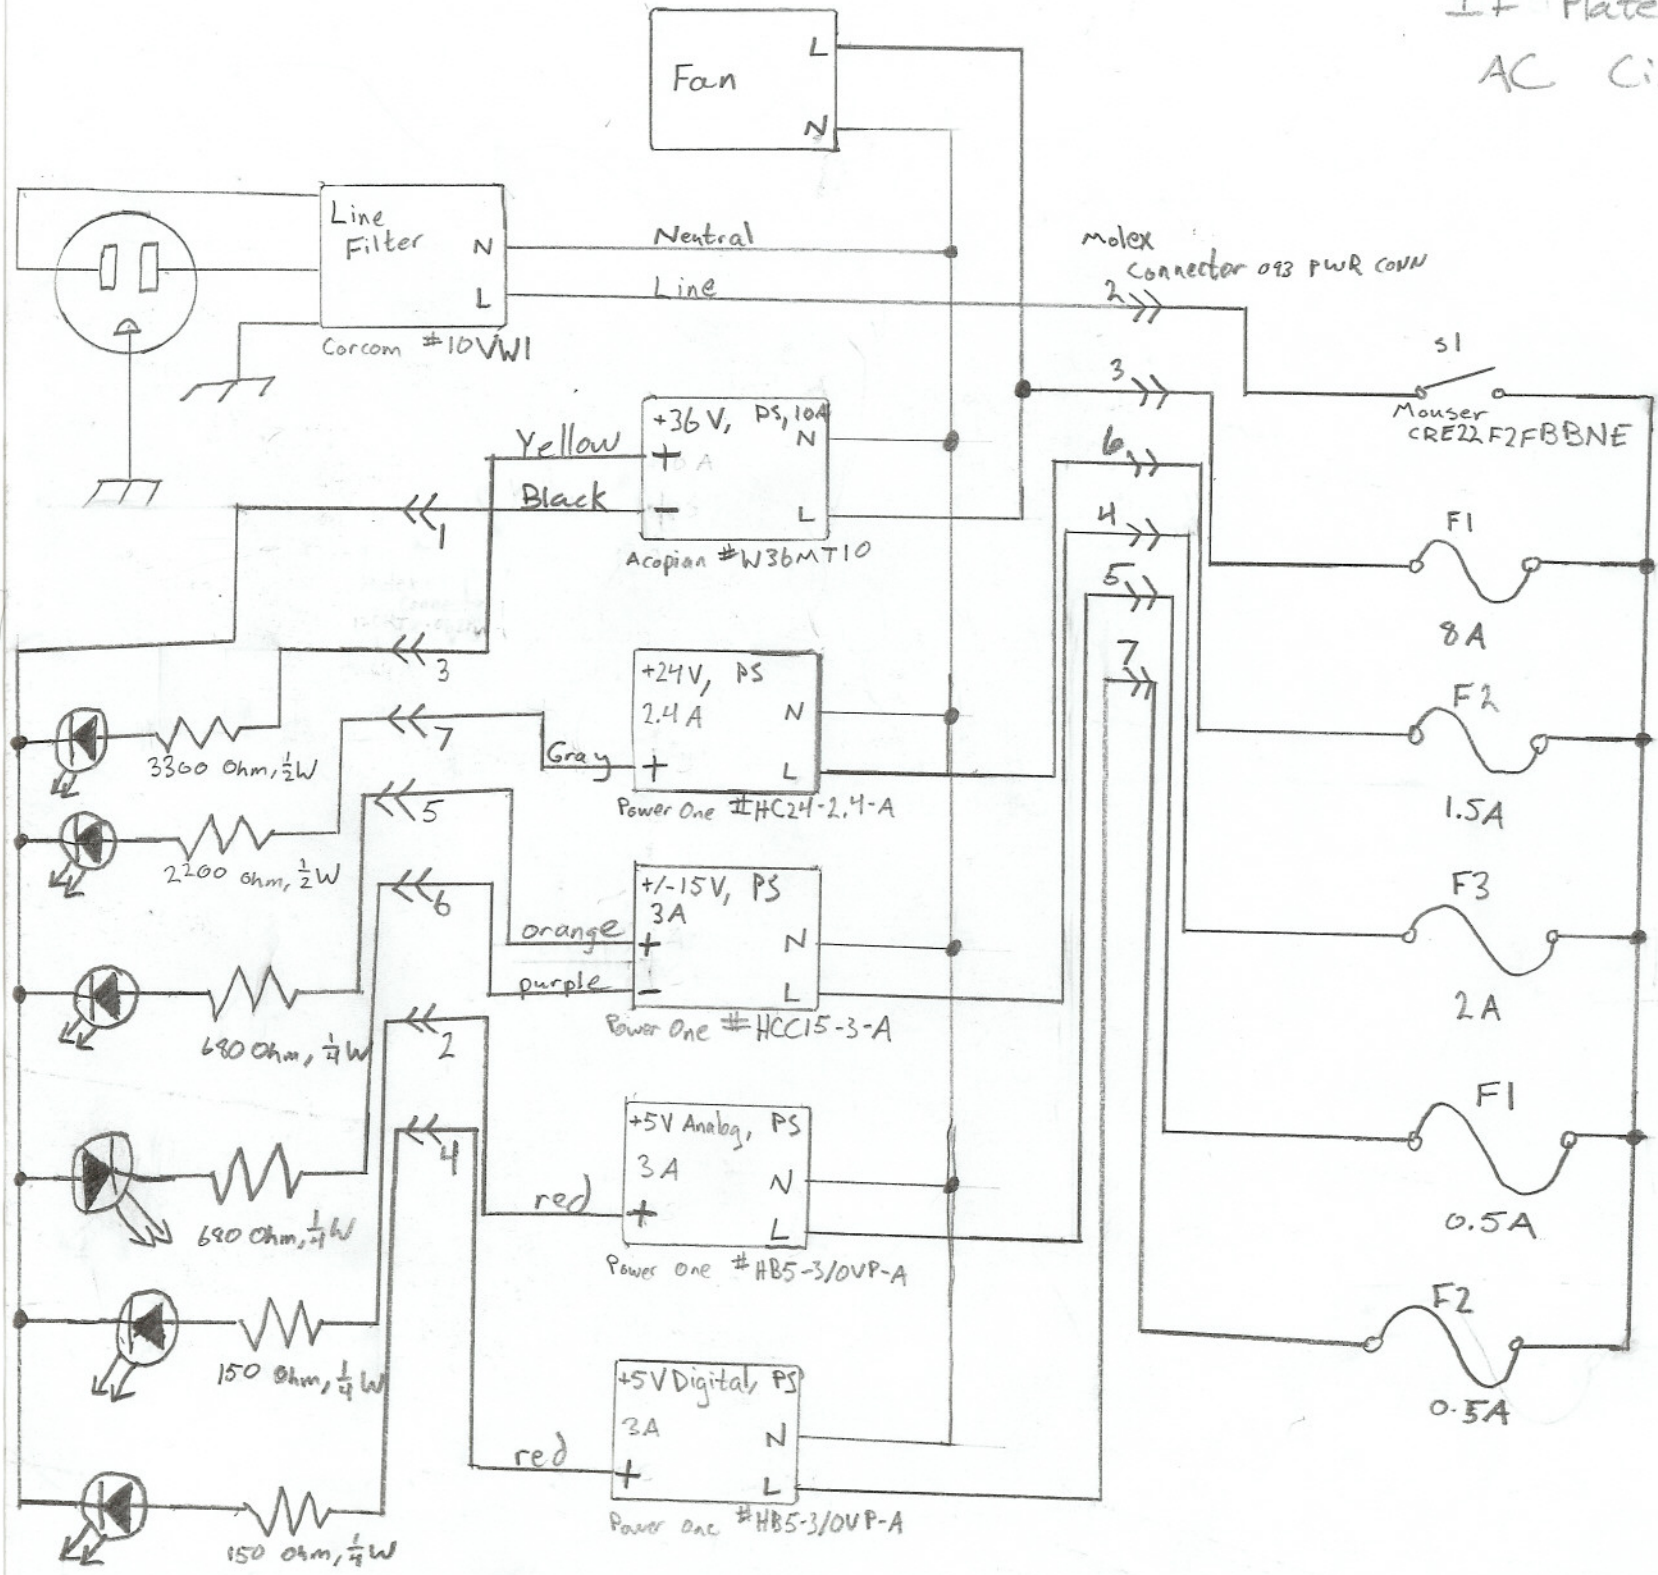 IF Plate
AC Ci
Fan
L
N
Line
Filter
N
L
Corcom #10VW1
Neutral
Line
Molex
Connector 093 PWR CONN
2
3
6
4
5
7
S1
Mouser
CRE22F2FBBNE
F1
8A
F2
1.5A
F3
2A
F1
0.5A
F2
0.5A
+36V, PS, 10A
N
+
-
L
Yellow
Black
Acopian #W36MT10
1
3
+24V, PS
2.4A
N
L
+
Gray
Power One #HC24-2.4-A
7
3300 Ohm, 1/2W
5
2200 Ohm, 1/2W
6
+/-15V, PS
3A
N
L
+
-
orange
purple
Power One #HCC15-3-A
680 Ohm, 1/4W
2
4
+5V Analog, PS
3A
N
L
+
red
Power One #HB5-3/OVP-A
680 Ohm, 1/4W
150 Ohm, 1/4W
+5V Digital, PS
3A
N
L
+
red
Power One #HB5-3/OVP-A
150 Ohm, 1/4W